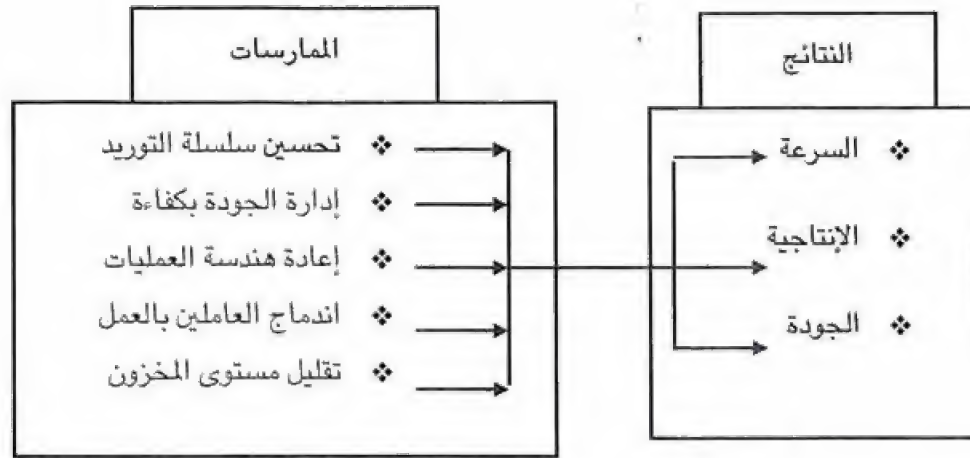 الممارسات
❖ تحسين سلسلة التوريد
❖ إدارة الجودة بكفاءة
❖ إعادة هندسة العمليات
❖ اندماج العاملين بالعمل
❖ تقليل مستوى المخزون
النتائج
❖ السرعة
❖ الإنتاجية
❖ الجودة